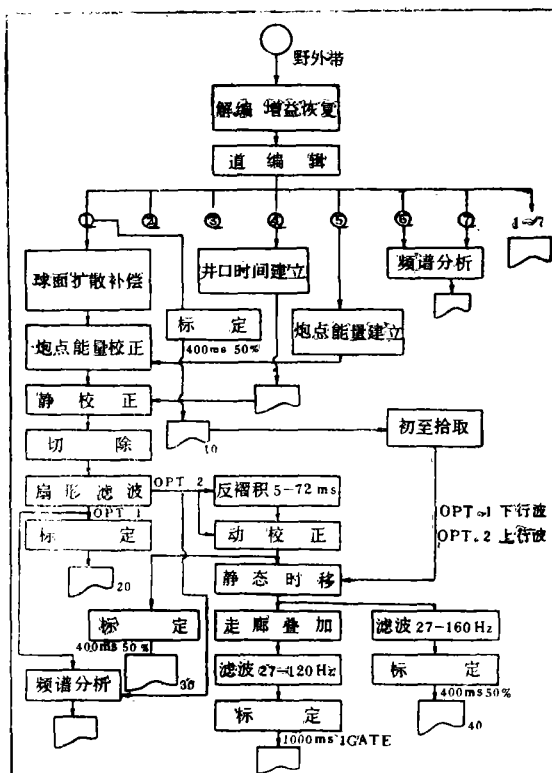 野外带
解编 增益恢复
道编辑
① ② ③ ④ ⑤ ⑥ ⑦ 1~7
球面扩散补偿
井口时间建立
频谱分析
标定
400ms 50%
炮点能量建立
炮点能量校正
静校正
10
初至拾取
切除
扇形滤波
OPT 2
反褶积 5-72 ms
OPT 1
OPT.1 下行波
OPT.2 上行波
标定
动校正
20
静态时移
标定
400ms 50%
走廊叠加
滤波 27-160 Hz
频谱分析
30
滤波 27-120 Hz
标定
400ms 50%
标定
40
1000ms 1GATE